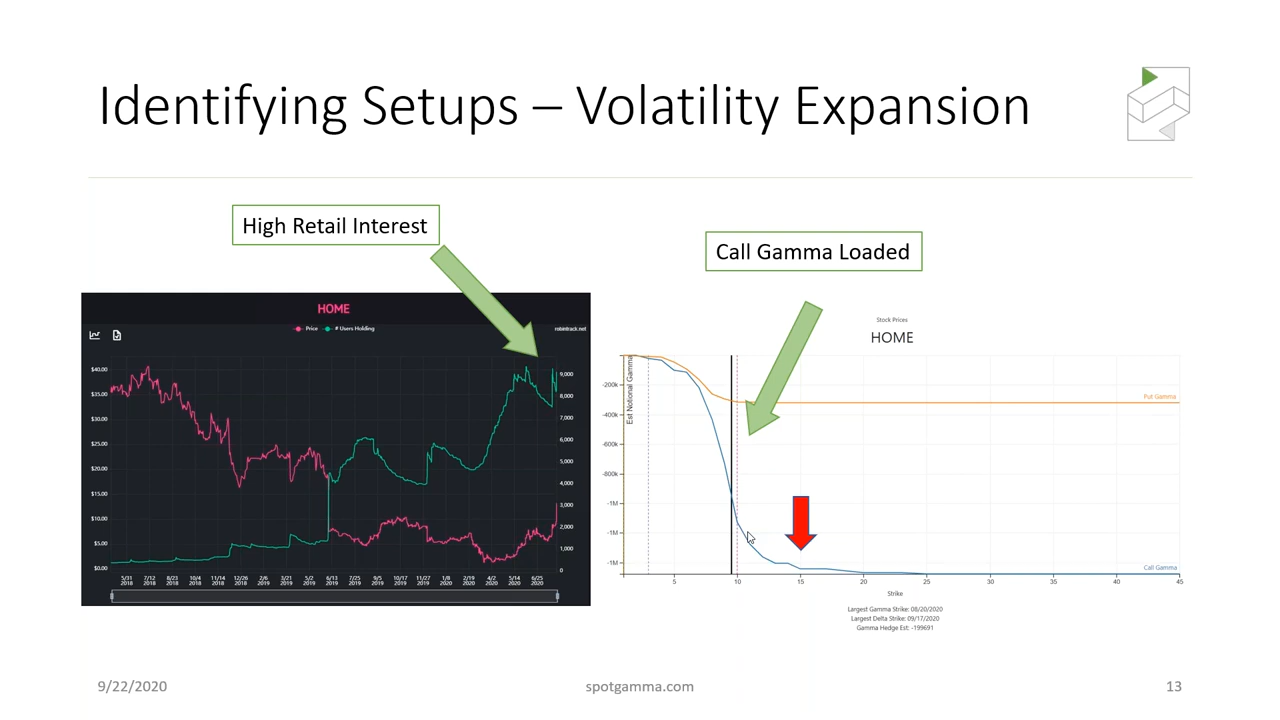 Identifying Setups – Volatility Expansion
High Retail Interest
Call Gamma Loaded
HOME
Price # Users Holding
robintrack.net
$40.00
$35.00
$30.00
$25.00
$20.00
$15.00
$10.00
$5.00
$0.00
9,000
8,000
7,000
6,000
5,000
4,000
3,000
2,000
1,000
0
5/31 7/12 8/23 10/4 11/14 12/26 2/6 3/21 5/2 6/13 7/25 9/5 10/17 11/27 1/9 2/20 4/2 5/14 6/25
2018 2018 2018 2018 2018 2018 2019 2019 2019 2019 2019 2019 2019 2019 2020 2020 2020 2020 2020
Stock Prices
HOME
Est Notional Gamma
-200k
-400k
-600k
-800k
-1M
-1M
-1M
Put Gamma
Call Gamma
5 10 15 20 25 30 35 40 45
Strike
Largest Gamma Strike: 08/20/2020
Largest Delta Strike: 09/17/2020
Gamma Hedge Est: -199691
9/22/2020
spotgamma.com
13